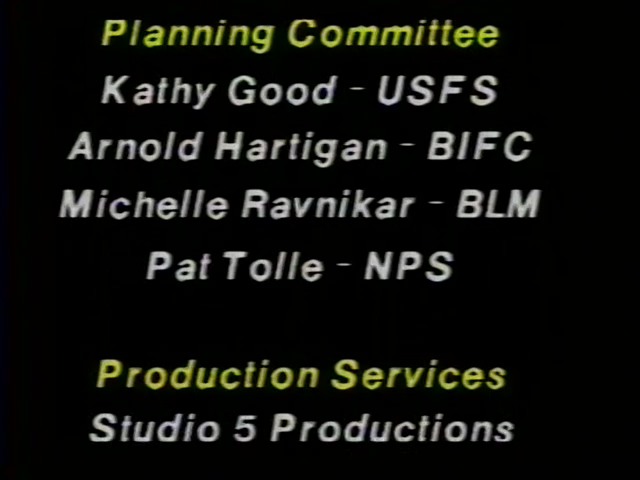 Planning Committee
Kathy Good - USFS
Arnold Hartigan - BIFC
Michelle Ravnikar - BLM
Pat Tolle - NPS
Production Services
Studio 5 Productions